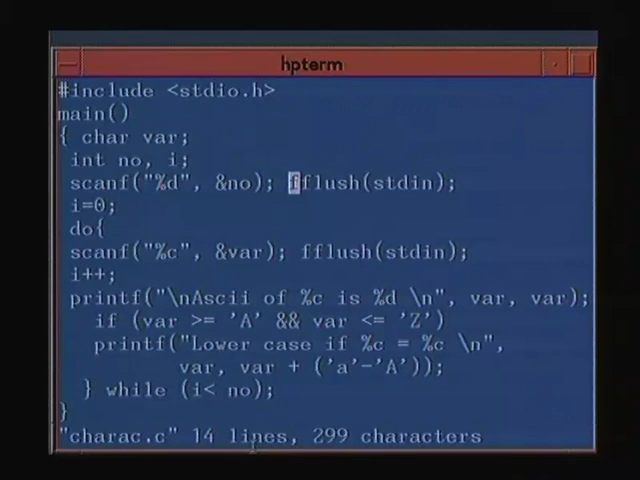 hpterm
#include <stdio.h>
main()
{ char var;
int no, i;
scanf("%d", &no); fflush(stdin);
i=0;
do{
scanf("%c", &var); fflush(stdin);
i++;
printf("\nAscii of %c is %d \n", var, var);
if (var >= 'A' && var <= 'Z')
printf("Lower case if %c = %c \n",
var, var + ('a'-'A'));
} while (i< no);
}
"charac.c" 14 lines, 299 characters